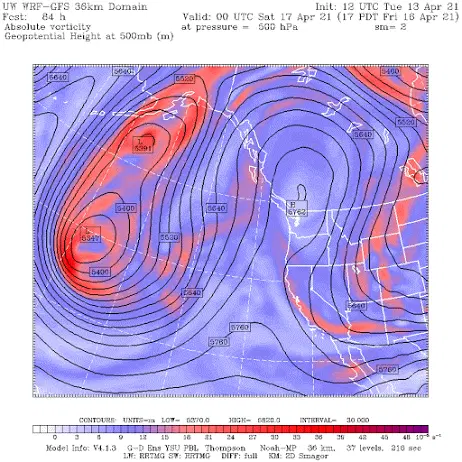 UW WRF-GFS 36km Domain Init: 12 UTC Tue 13 Apr 21
Fcst: 84 h Valid: 00 UTC Sat 17 Apr 21 (17 PDT Fri 16 Apr 21)
Absolute vorticity at pressure = 500 hPa sm= 2
Geopotential Height at 500mb (m)
5640
5640
5520
5400
5520
L
5391
5640
H
5762
5400
5640
L
5347
5520
5400
5640
5640
5760
5760
5760
CONTOURS: UNITS=m LOW= 5370.0 HIGH= 5820.0 INTERVAL= 30.000
0 3 6 9 12 15 18 21 24 27 30 33 36 39 42 45 48 10⁻⁵ s⁻¹
Model Info: V4.1.3 G-D Ens YSU PBL Thompson Noah-MP 36 km, 37 levels, 216 sec
LW: RRTMG SW: RRTMG DIFF: full KM: 2D Smagor